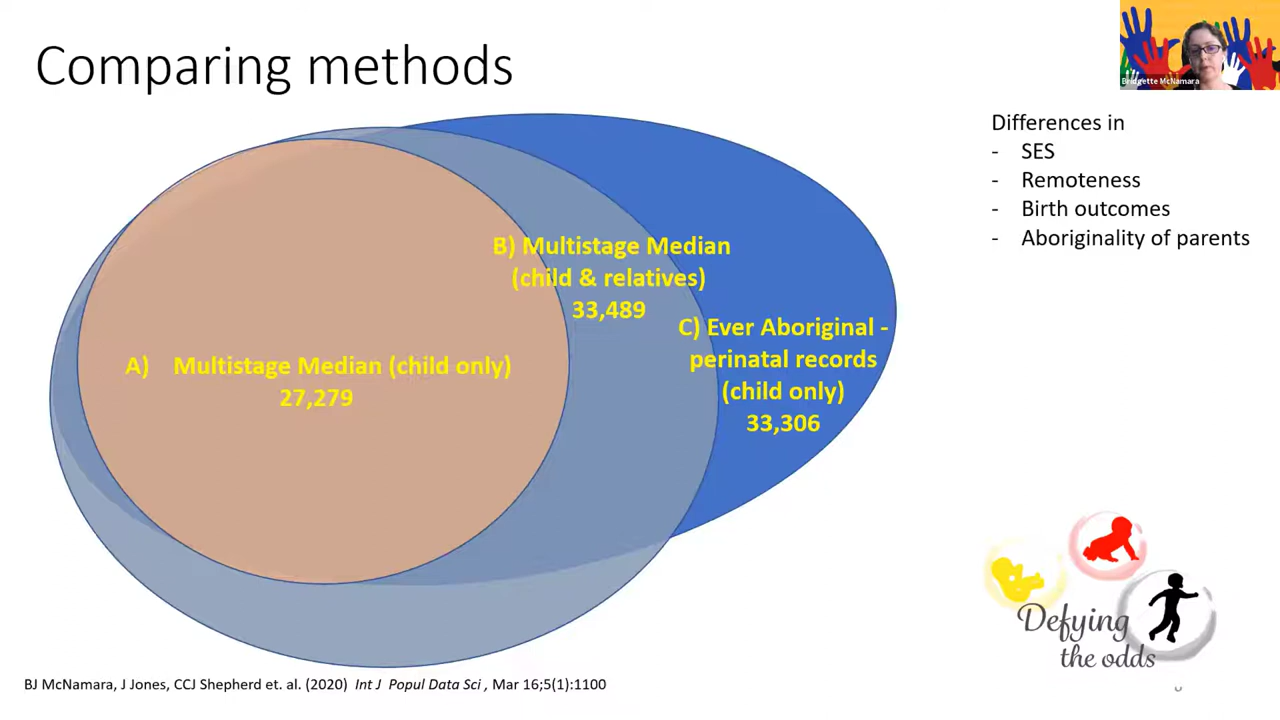 Comparing methods
Bridgette McNamara
Differences in
- SES
- Remoteness
- Birth outcomes
- Aboriginality of parents
B) Multistage Median
(child & relatives)
33,489
C) Ever Aboriginal -
perinatal records
(child only)
33,306
A) Multistage Median (child only)
27,279
Defying
the odds
BJ McNamara, J Jones, CCJ Shepherd et. al. (2020) Int J Popul Data Sci , Mar 16;5(1):1100